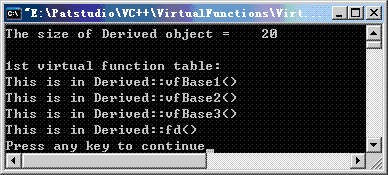 "E:\Patstudio\VC++\VirtualFunctions\Virt...
The size of Derived object =    20
1st virtual function table:
This is in Derived::vfBase1()
This is in Derived::vfBase2()
This is in Derived::vfBase3()
This is in Derived::fd()
Press any key to continue_